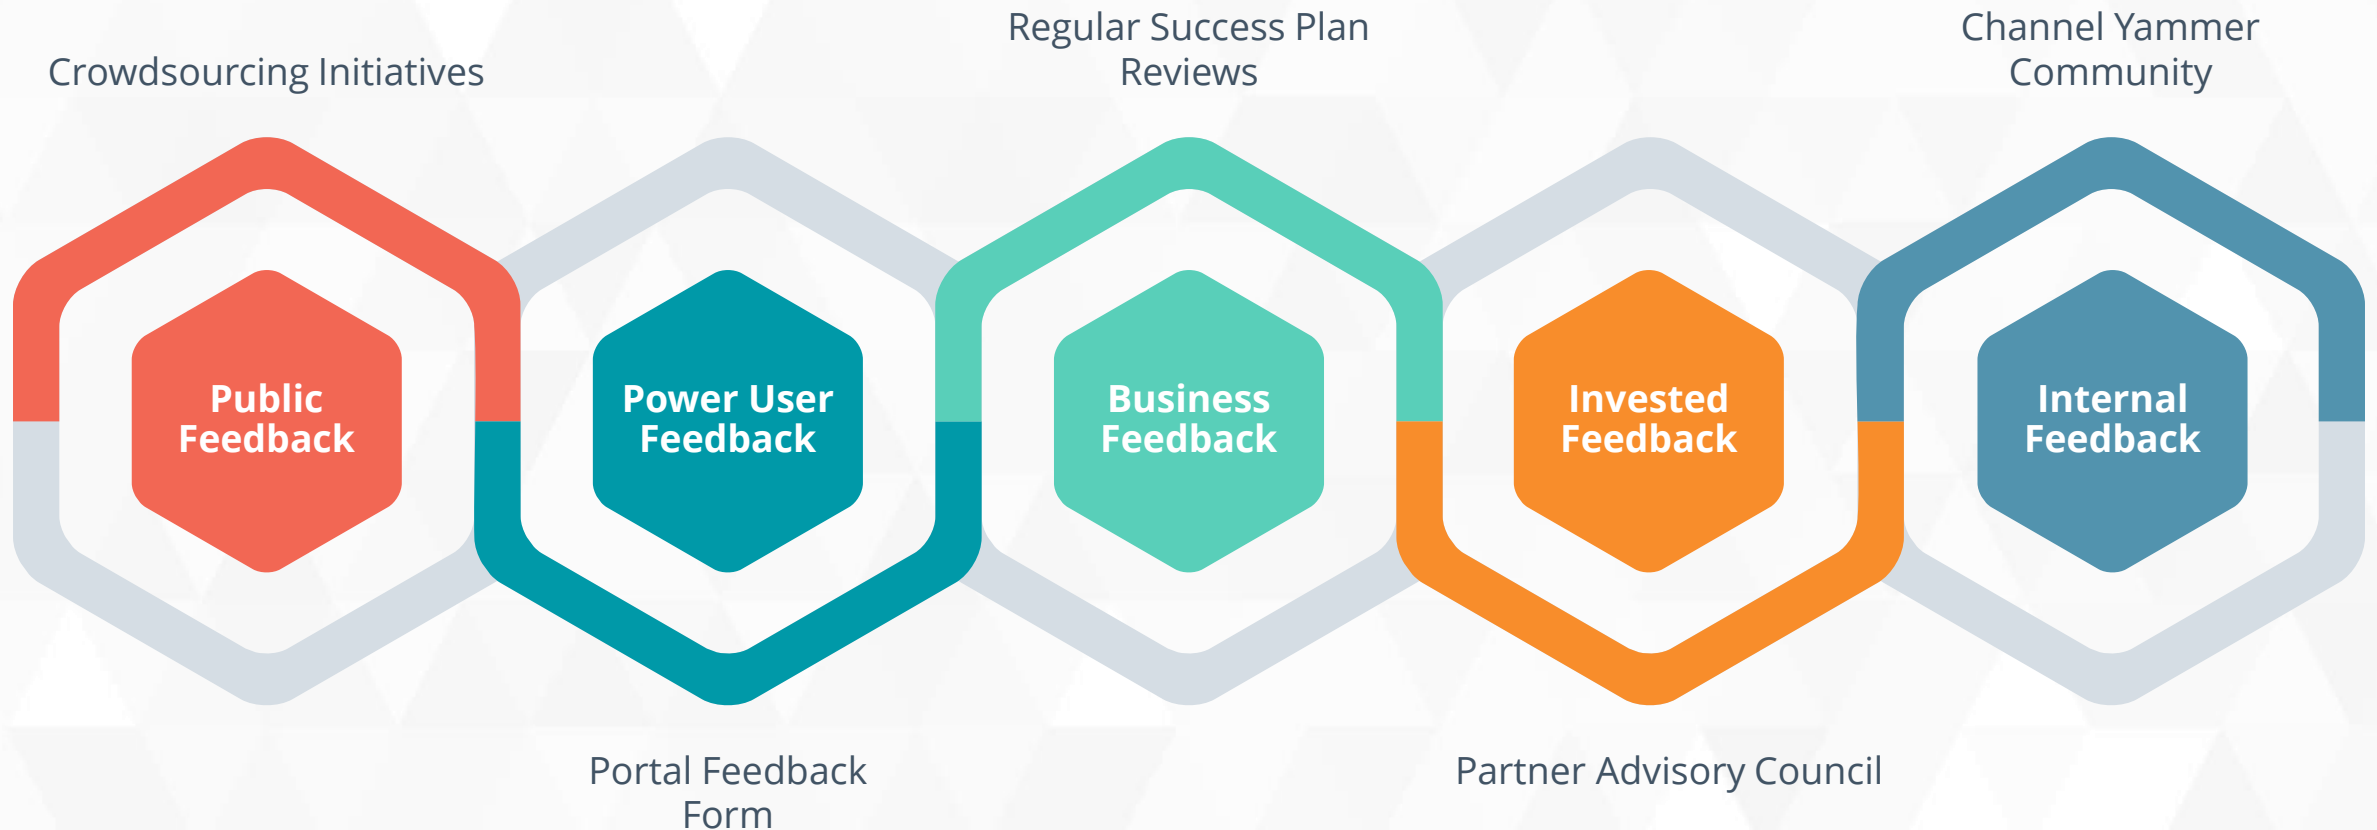 Crowdsourcing Initiatives
Regular Success Plan
Reviews
Channel Yammer
Community
Public
Feedback
Power User
Feedback
Business
Feedback
Invested
Feedback
Internal
Feedback
Portal Feedback
Form
Partner Advisory Council